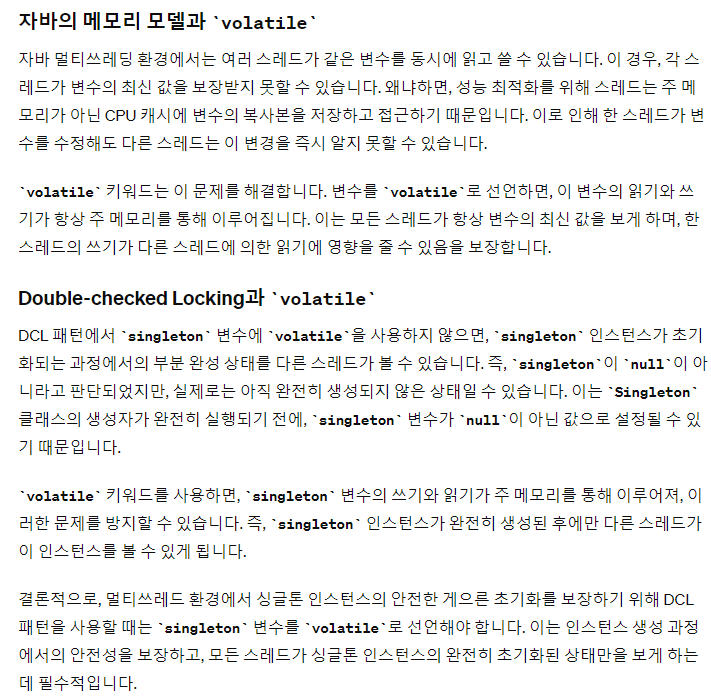 자바의 메모리 모델과 `volatile`
자바 멀티쓰레딩 환경에서는 여러 스레드가 같은 변수를 동시에 읽고 쓸 수 있습니다. 이 경우, 각 스
레드가 변수의 최신 값을 보장받지 못할 수 있습니다. 왜냐하면, 성능 최적화를 위해 스레드는 주 메
모리가 아닌 CPU 캐시에 변수의 복사본을 저장하고 접근하기 때문입니다. 이로 인해 한 스레드가 변
수를 수정해도 다른 스레드는 이 변경을 즉시 알지 못할 수 있습니다.
`volatile` 키워드는 이 문제를 해결합니다. 변수를 `volatile`로 선언하면, 이 변수의 읽기와 쓰
기가 항상 주 메모리를 통해 이루어집니다. 이는 모든 스레드가 항상 변수의 최신 값을 보게 하며, 한
스레드의 쓰기가 다른 스레드에 의한 읽기에 영향을 줄 수 있음을 보장합니다.
Double-checked Locking과 `volatile`
DCL 패턴에서 `singleton` 변수에 `volatile`을 사용하지 않으면, `singleton` 인스턴스가 초기
화되는 과정에서의 부분 완성 상태를 다른 스레드가 볼 수 있습니다. 즉, `singleton`이 `null`이 아
니라고 판단되었지만, 실제로는 아직 완전히 생성되지 않은 상태일 수 있습니다. 이는 `Singleton`
클래스의 생성자가 완전히 실행되기 전에, `singleton` 변수가 `null`이 아닌 값으로 설정될 수 있
기 때문입니다.
`volatile` 키워드를 사용하면, `singleton` 변수의 쓰기와 읽기가 주 메모리를 통해 이루어져, 이
러한 문제를 방지할 수 있습니다. 즉, `singleton` 인스턴스가 완전히 생성된 후에만 다른 스레드가
이 인스턴스를 볼 수 있게 됩니다.
결론적으로, 멀티쓰레드 환경에서 싱글톤 인스턴스의 안전한 게으른 초기화를 보장하기 위해 DCL
패턴을 사용할 때는 `singleton` 변수를 `volatile`로 선언해야 합니다. 이는 인스턴스 생성 과정
에서의 안전성을 보장하고, 모든 스레드가 싱글톤 인스턴스의 완전히 초기화된 상태만을 보게 하는
데 필수적입니다.